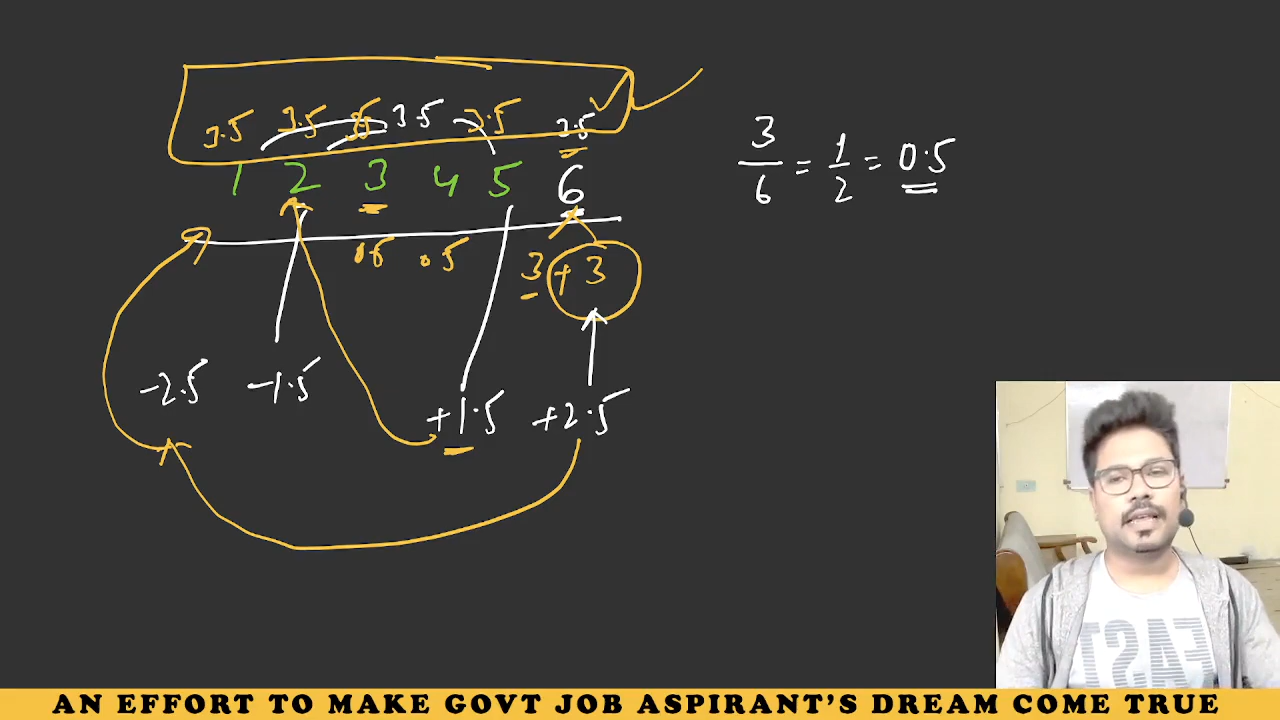 3.5 3.5 3.5 3.5 3.5 3.5
1 2 3 4 5 6
3/6 = 1/2 = 0.5
.5 .5 3 + 3
-2.5 -1.5 +1.5 +2.5
AN EFFORT TO MAKE GOVT JOB ASPIRANT'S DREAM COME TRUE